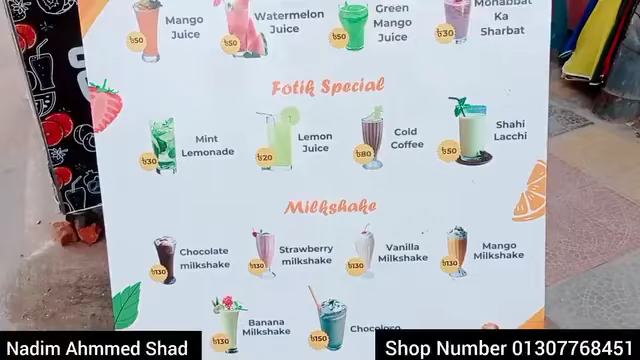 Mango
Juice
৳50
Watermelon
Juice
৳50
Green
Mango
Juice
৳50
Mohabbat
Ka
Sharbat
৳30
Fotik Special
Mint
Lemonade
৳30
Lemon
Juice
৳20
Cold
Coffee
৳80
Shahi
Lacchi
৳50
Milkshake
Chocolate
milkshake
৳130
Strawberry
milkshake
৳130
Vanilla
Milkshake
৳130
Mango
Milkshake
৳130
Banana
Milkshake
৳130
Chocoloco
৳150
Nadim Ahmmed Shad
Shop Number 01307768451